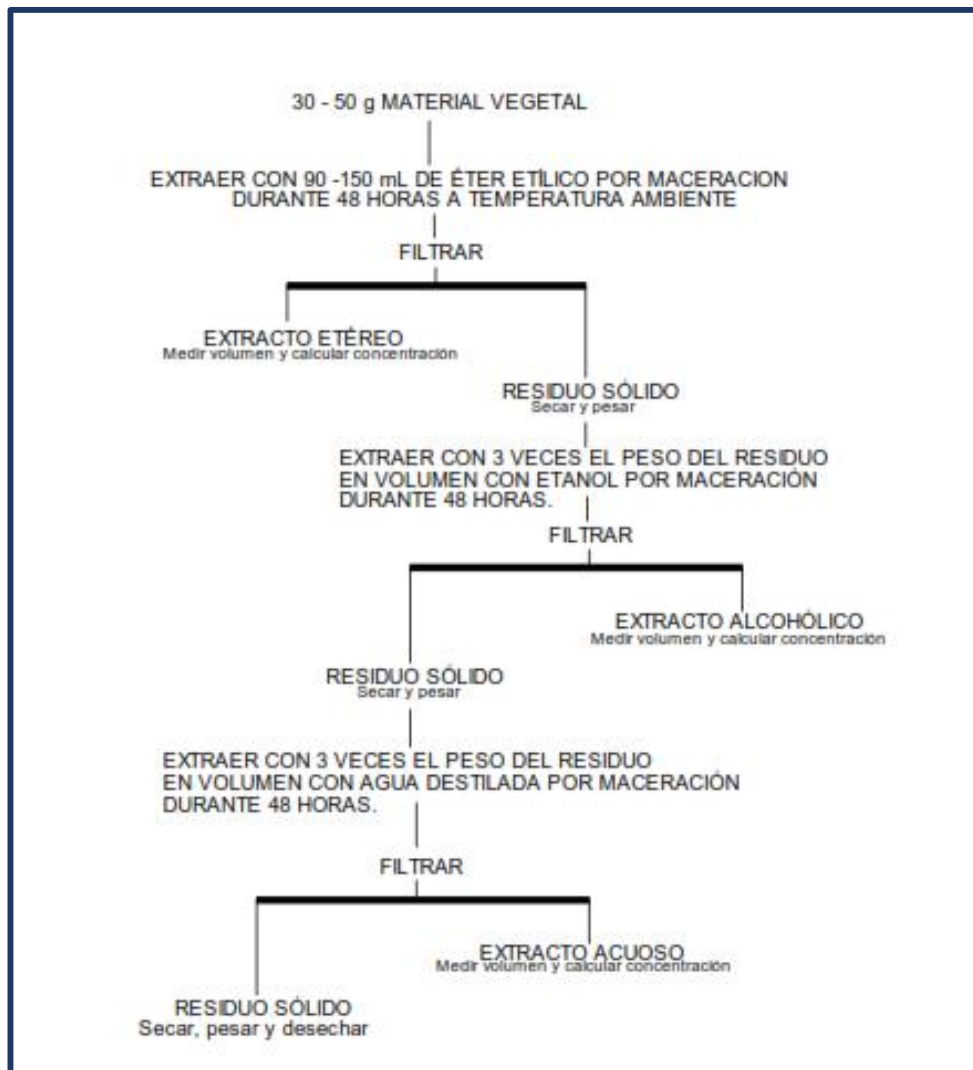 30 - 50 g MATERIAL VEGETAL
EXTRAER CON 90 -150 mL DE ÉTER ETÍLICO POR MACERACION
DURANTE 48 HORAS A TEMPERATURA AMBIENTE
FILTRAR
EXTRACTO ETÉREO
Medir volumen y calcular concentración
RESIDUO SÓLIDO
Secar y pesar
EXTRAER CON 3 VECES EL PESO DEL RESIDUO
EN VOLUMEN CON ETANOL POR MACERACIÓN
DURANTE 48 HORAS.
FILTRAR
EXTRACTO ALCOHÓLICO
Medir volumen y calcular concentración
RESIDUO SÓLIDO
Secar y pesar
EXTRAER CON 3 VECES EL PESO DEL RESIDUO
EN VOLUMEN CON AGUA DESTILADA POR MACERACIÓN
DURANTE 48 HORAS.
FILTRAR
EXTRACTO ACUOSO
Medir volumen y calcular concentración
RESIDUO SÓLIDO
Secar, pesar y desechar